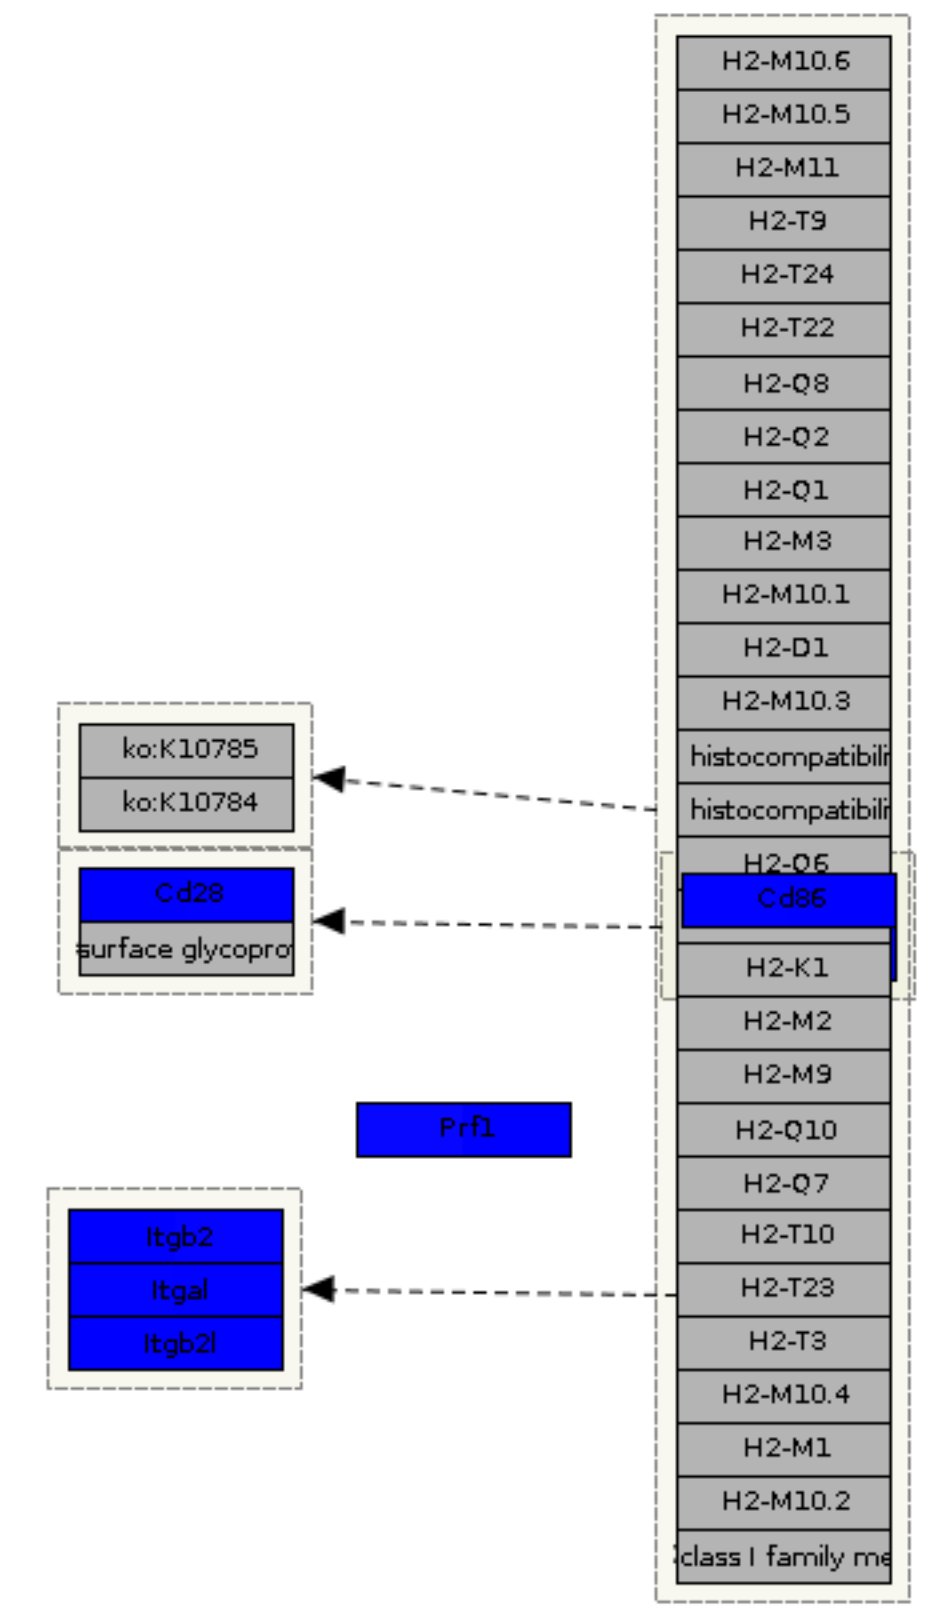 H2-M10.6
H2-M10.5
H2-M11
H2-T9
H2-T24
H2-T22
H2-Q8
H2-Q2
H2-Q1
H2-M3
H2-M10.1
H2-D1
H2-M10.3
histocompatibili
histocompatibili
H2-Q6
Cd86
H2-K1
H2-M2
H2-M9
H2-Q10
H2-Q7
H2-T10
H2-T23
H2-T3
H2-M10.4
H2-M1
H2-M10.2
class I family me
ko:K10785
ko:K10784
Cd28
surface glycopro
Prf1
Itgb2
Itgal
Itgb2l